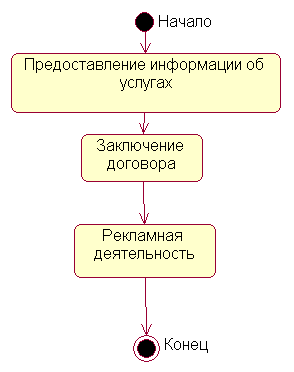 Начало
Предоставление информации об
услугах
Заключение
договора
Рекламная
деятельность
Конец